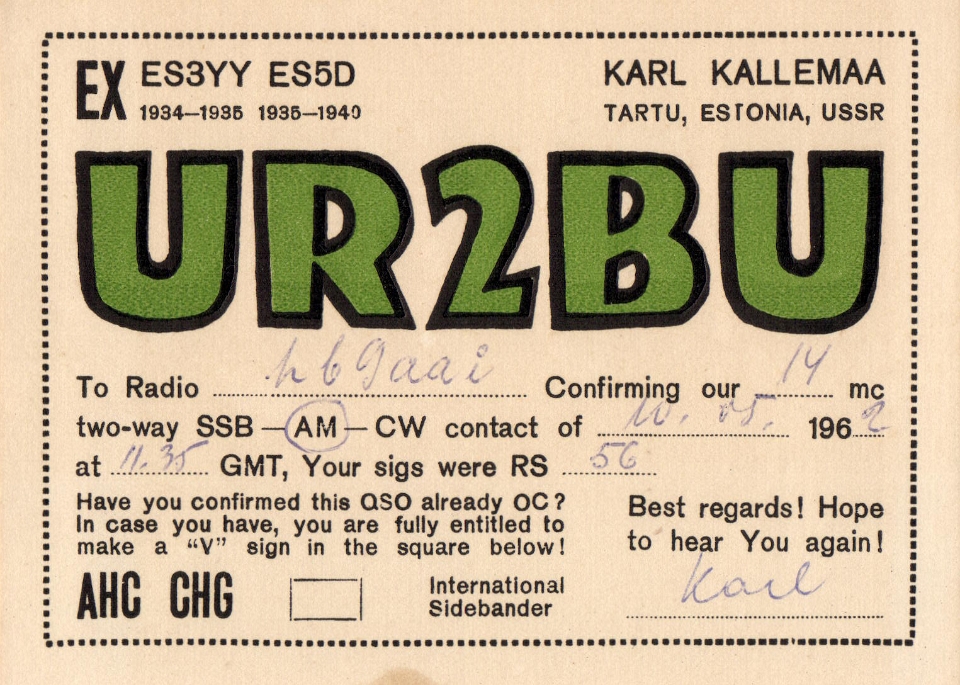 EX ES3YY ES5D
1934—1935 1935—1940
KARL KALLEMAA
TARTU, ESTONIA, USSR
UR2BU
To Radio hb9aai Confirming our 14 mc
two-way SSB — AM — CW contact of 10. 05. 1962
at 11.35 GMT, Your sigs were RS 56
Have you confirmed this QSO already OC?
In case you have, you are fully entitled to
make a “V” sign in the square below!
Best regards! Hope
to hear You again!
AHC CHG
International
Sidebander
Karl